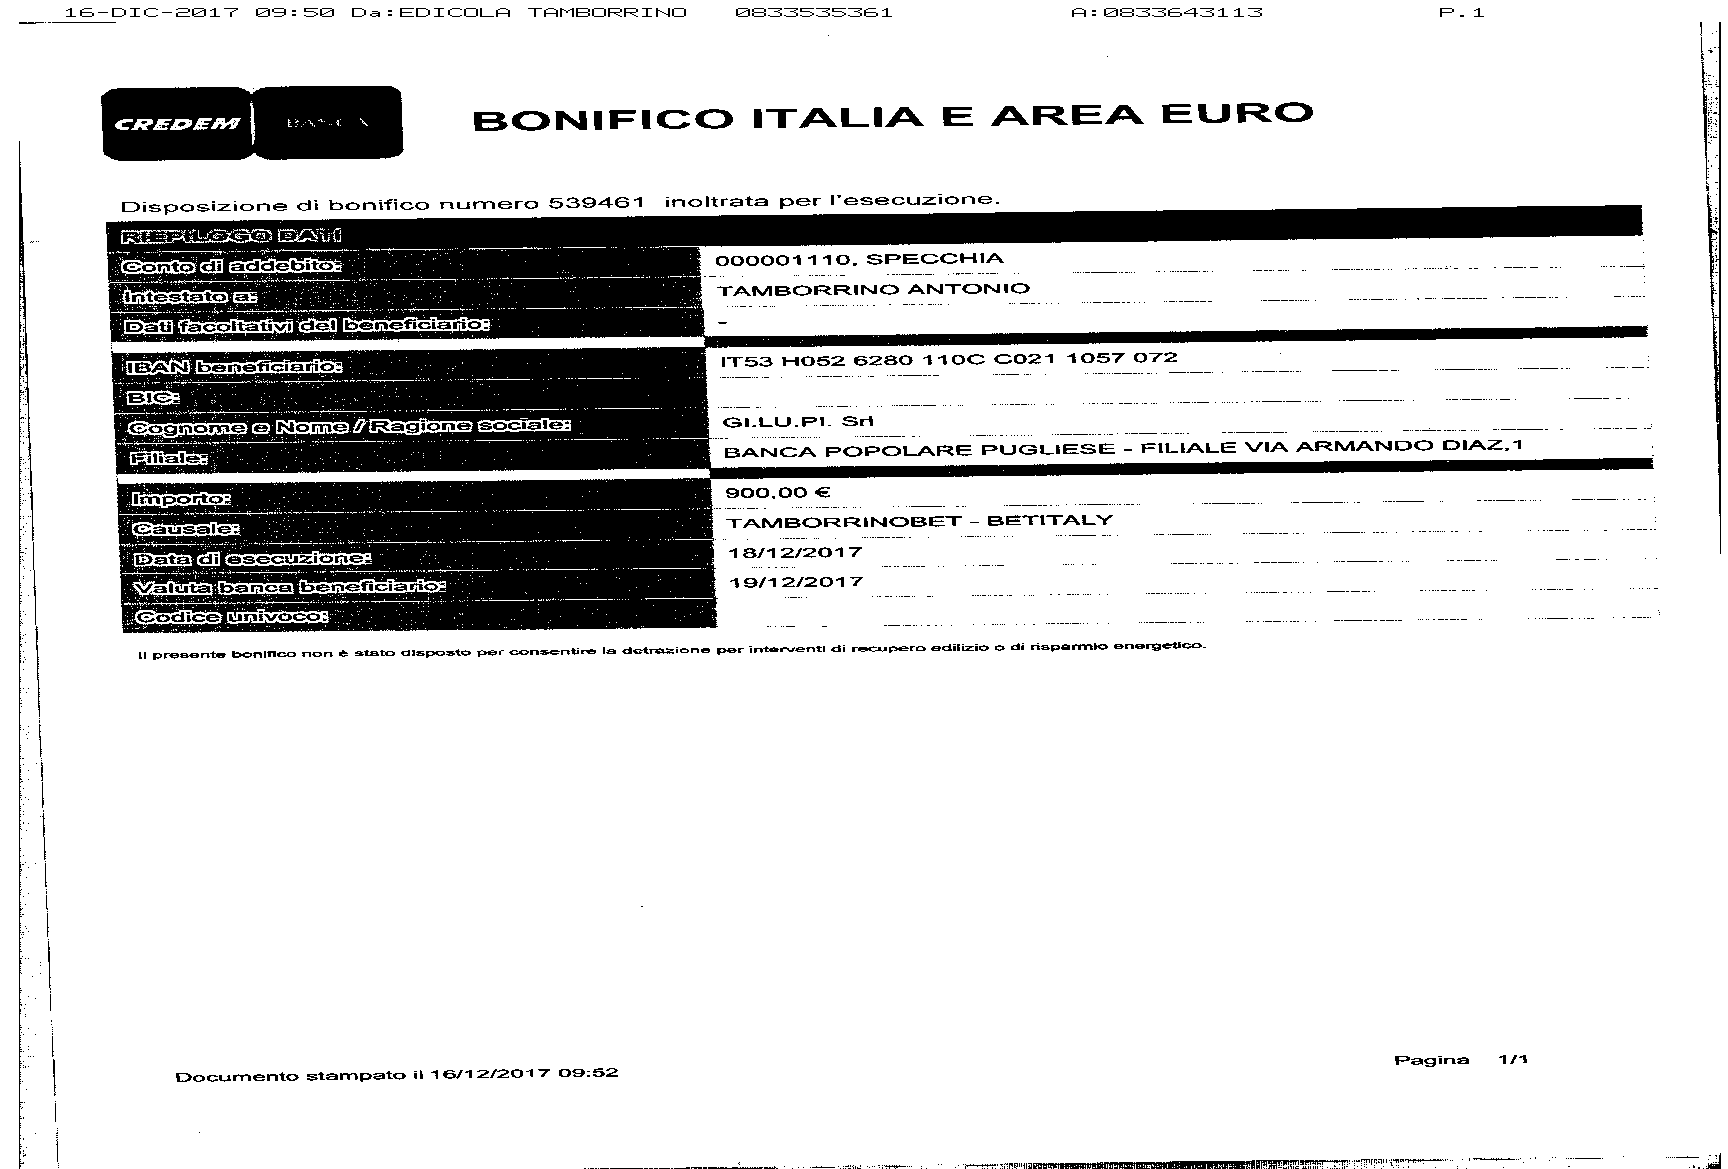 16-DIC-2017 09:50 Da:EDICOLA TAMBORRINO 0833535361 A:0833643113 P.1
CREDEM BANCA
BONIFICO ITALIA E AREA EURO
Disposizione di bonifico numero 539461 inoltrata per l'esecuzione.
RIEPILOGO DATI
Conto di addebito: 000001110, SPECCHIA
Intestato a: TAMBORRINO ANTONIO
Dati facoltativi del beneficiario: -
IBAN beneficiario: IT53 H052 6280 110C C021 1057 072
BIC:
Cognome e Nome / Ragione sociale: GI.LU.PI. Srl
Filiale: BANCA POPOLARE PUGLIESE - FILIALE VIA ARMANDO DIAZ,1
Importo: 900,00 €
Causale: TAMBORRINOBET - BETITALY
Data di esecuzione: 18/12/2017
Valuta banca beneficiario: 19/12/2017
Codice univoco:
Il presente bonifico non è stato disposto per consentire la detrazione per interventi di recupero edilizio o di risparmio energetico.
Documento stampato il 16/12/2017 09:52
Pagina 1/1